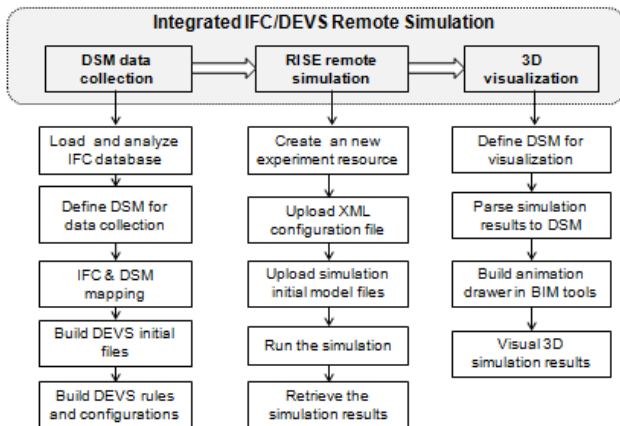 Integrated IFC/DEVS Remote Simulation
DSM data
collection
RISE remote
simulation
3D
visualization
Load and analyze
IFC database
Define DSM for
data collection
IFC & DSM
mapping
Build DEVS initial
files
Build DEVS rules
and configurations
Create an new
experiment resource
Upload XML
configuration file
Upload simulation
initial model files
Run the simulation
Retrieve the
simulation results
Define DSM for
visualization
Parse simulation
results to DSM
Build animation
drawer in BIM tools
Visual 3D
simulation results